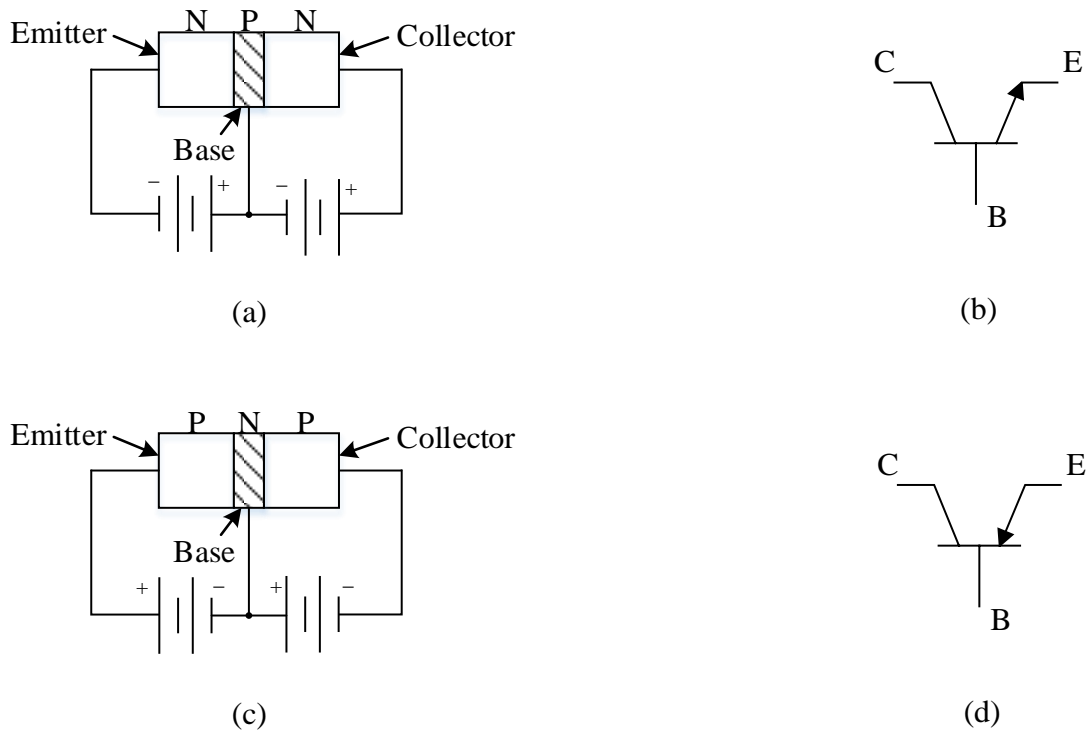 N P N
Emitter
Collector
C
E
Base
− + − +
B
(a)
(b)
P N P
Emitter
Collector
C
E
Base
+ − + −
B
(c)
(d)